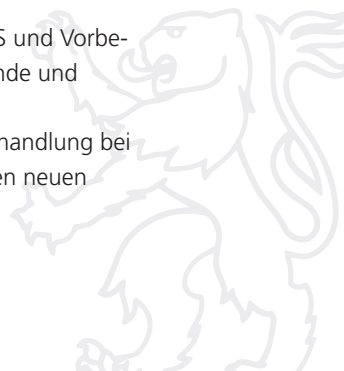 S und Vorbe-
nde und
handlung bei
en neuen